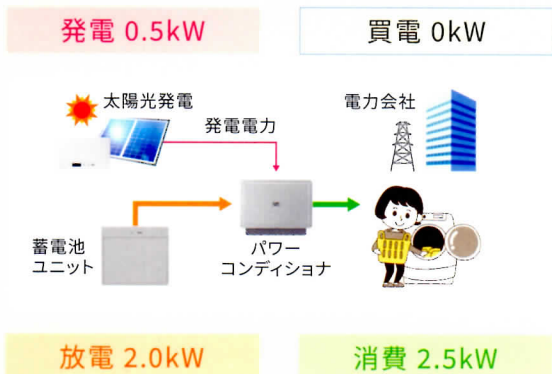 発電 0.5kW
買電 0kW
太陽光発電
電力会社
発電電力
蓄電池
ユニット
パワー
コンディショナ
放電 2.0kW
消費 2.5kW